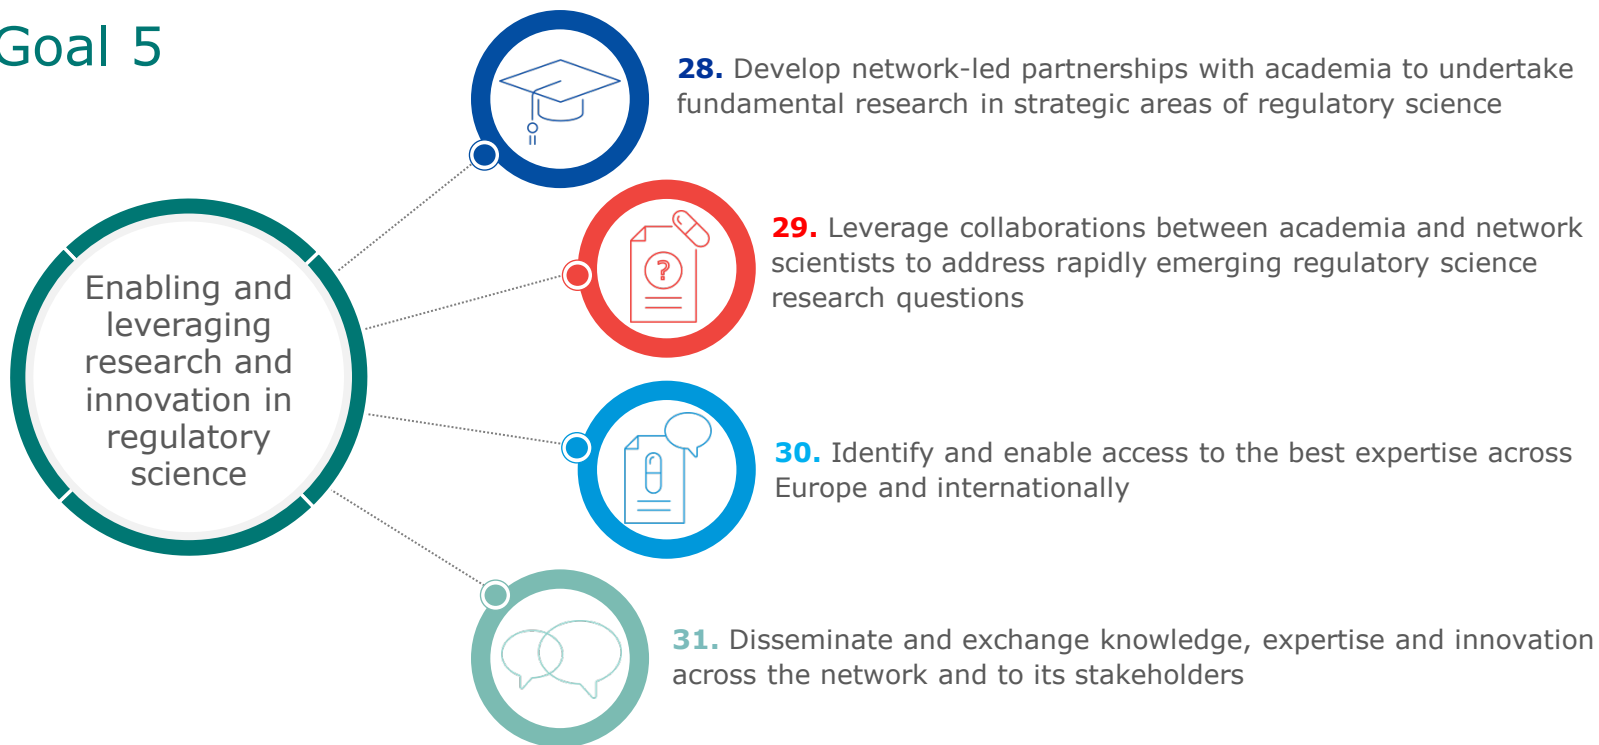 Goal 5
28. Develop network-led partnerships with academia to undertake
fundamental research in strategic areas of regulatory science
29. Leverage collaborations between academia and network
scientists to address rapidly emerging regulatory science
research questions
?
Enabling and
leveraging
research and
innovation in
regulatory
science
30. Identify and enable access to the best expertise across
Europe and internationally
31. Disseminate and exchange knowledge, expertise and innovation
across the network and to its stakeholders